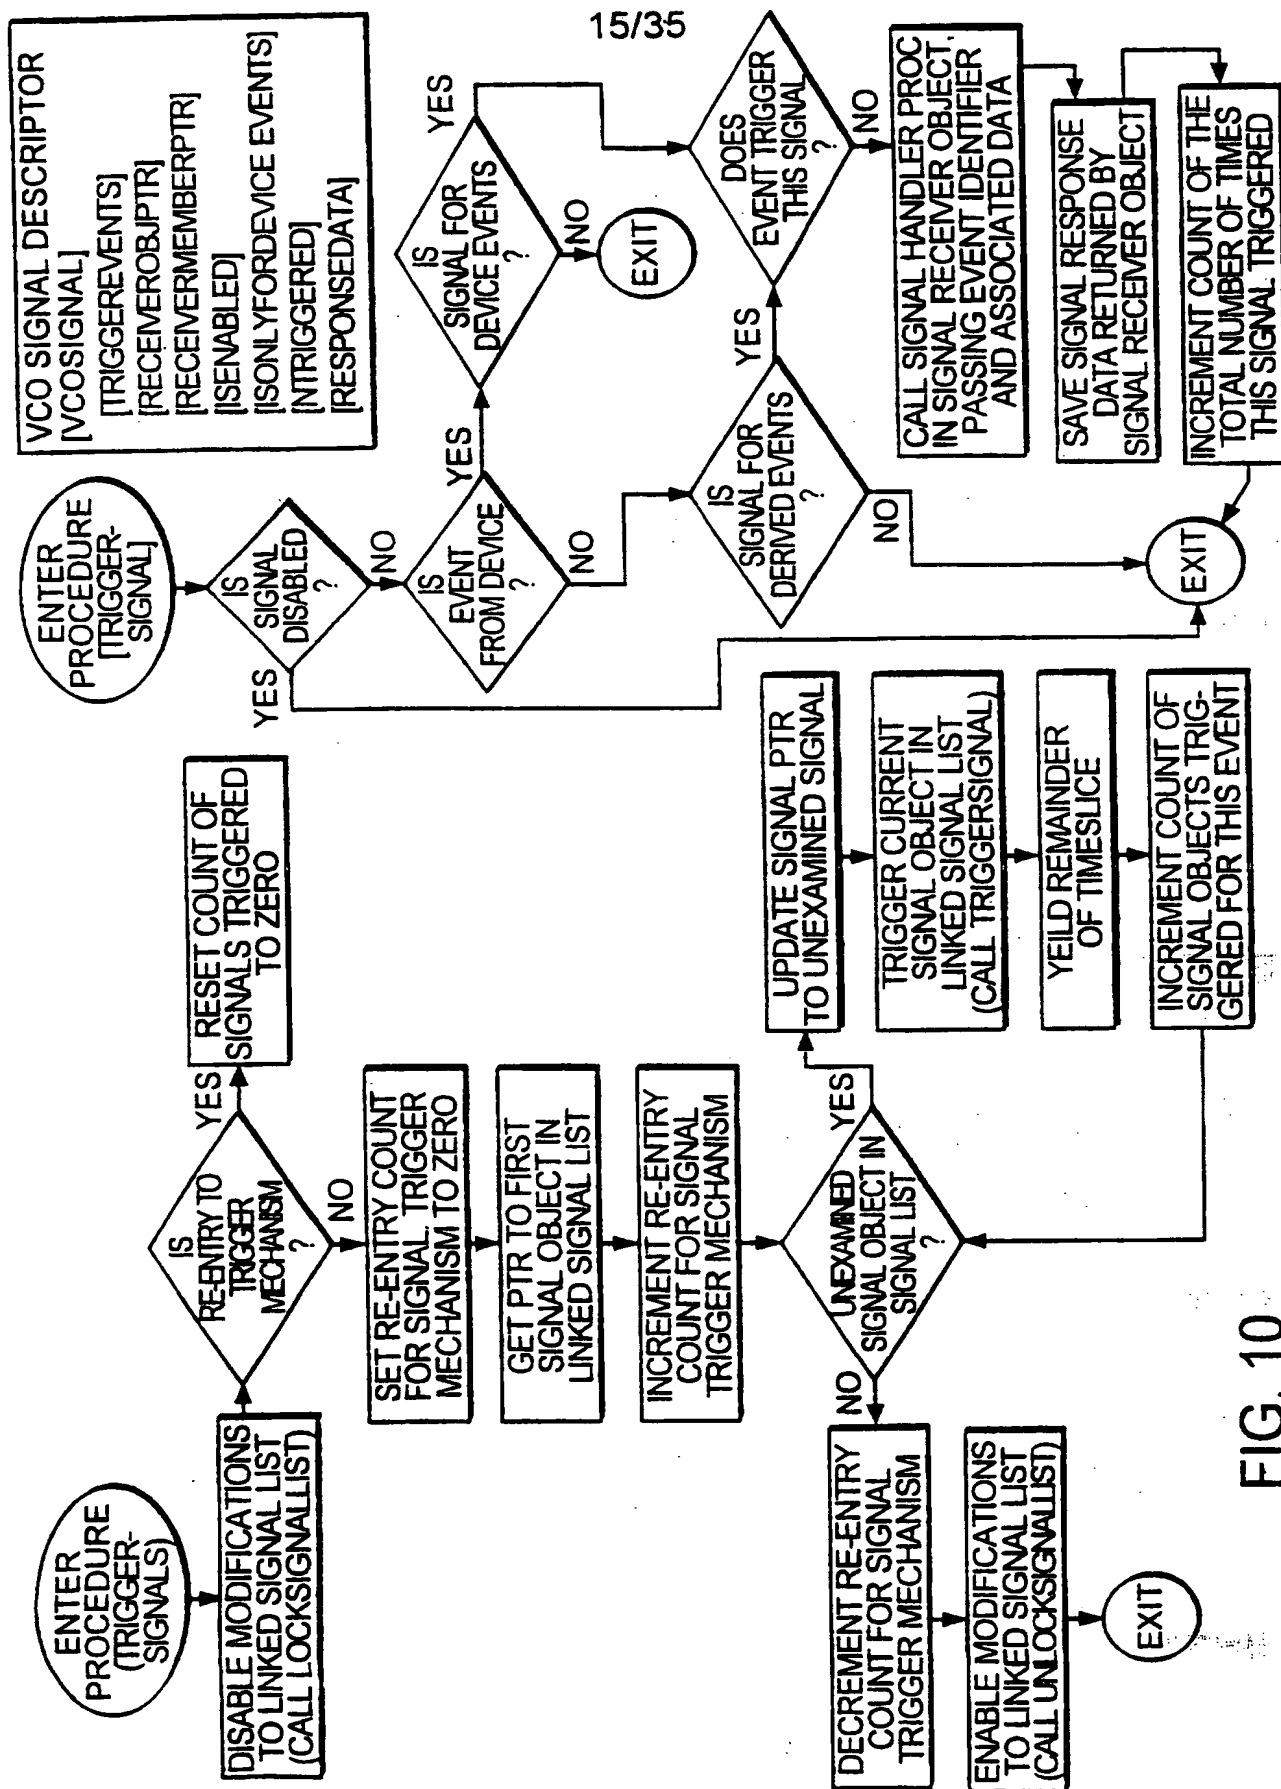 15/35
ENTER
PROCEDURE
(TRIGGER-
SIGNALS)
DISABLE MODIFICATIONS
TO LINKED SIGNAL LIST
(CALL LOCKSIGNALLIST)
IS
RE-ENTRY TO
TRIGGER
MECHANISM
?
YES
RESET COUNT OF
SIGNALS TRIGGERED
TO ZERO
NO
SET RE-ENTRY COUNT
FOR SIGNAL TRIGGER
MECHANISM TO ZERO
GET PTR TO FIRST
SIGNAL OBJECT IN
LINKED SIGNAL LIST
INCREMENT RE-ENTRY
COUNT FOR SIGNAL
TRIGGER MECHANISM
UNEXAMINED
SIGNAL OBJECT IN
SIGNAL LIST
?
YES
UPDATE SIGNAL PTR
TO UNEXAMINED SIGNAL
TRIGGER CURRENT
SIGNAL OBJECT IN
LINKED SIGNAL LIST
(CALL TRIGGERSIGNAL)
YEILD REMAINDER
OF TIMESLICE
INCREMENT COUNT OF
SIGNAL OBJECTS TRIG-
GERED FOR THIS EVENT
NO
DECREMENT RE-ENTRY
COUNT FOR SIGNAL
TRIGGER MECHANISM
ENABLE MODIFICATIONS
TO LINKED SIGNAL LIST
(CALL UNLOCKSIGNALLIST)
EXIT
ENTER
PROCEDURE
[TRIGGER-
SIGNAL]
IS
SIGNAL
DISABLED
?
YES
NO
IS
EVENT
FROM DEVICE
?
YES
NO
IS
SIGNAL FOR
DEVICE EVENTS
?
YES
NO
EXIT
IS
SIGNAL FOR
DERIVED EVENTS
?
YES
NO
DOES
EVENT TRIGGER
THIS SIGNAL
?
NO
CALL SIGNAL HANDLER PROC
IN SIGNAL RECEIVER OBJECT,
PASSING EVENT IDENTIFIER
AND ASSOCIATED DATA
SAVE SIGNAL RESPONSE
DATA RETURNED BY
SIGNAL RECEIVER OBJECT
INCREMENT COUNT OF THE
TOTAL NUMBER OF TIMES
THIS SIGNAL TRIGGERED
EXIT
VCO SIGNAL DESCRIPTOR
[VCOSIGNAL]
[TRIGGEREVENTS]
[RECEIVEROBJPTR]
[RECEIVERMEMBERPTR]
[ISENABLED]
[ISONLYFORDEVICE EVENTS]
[NTRIGGERED]
[RESPONSEDATA]
FIG. 10